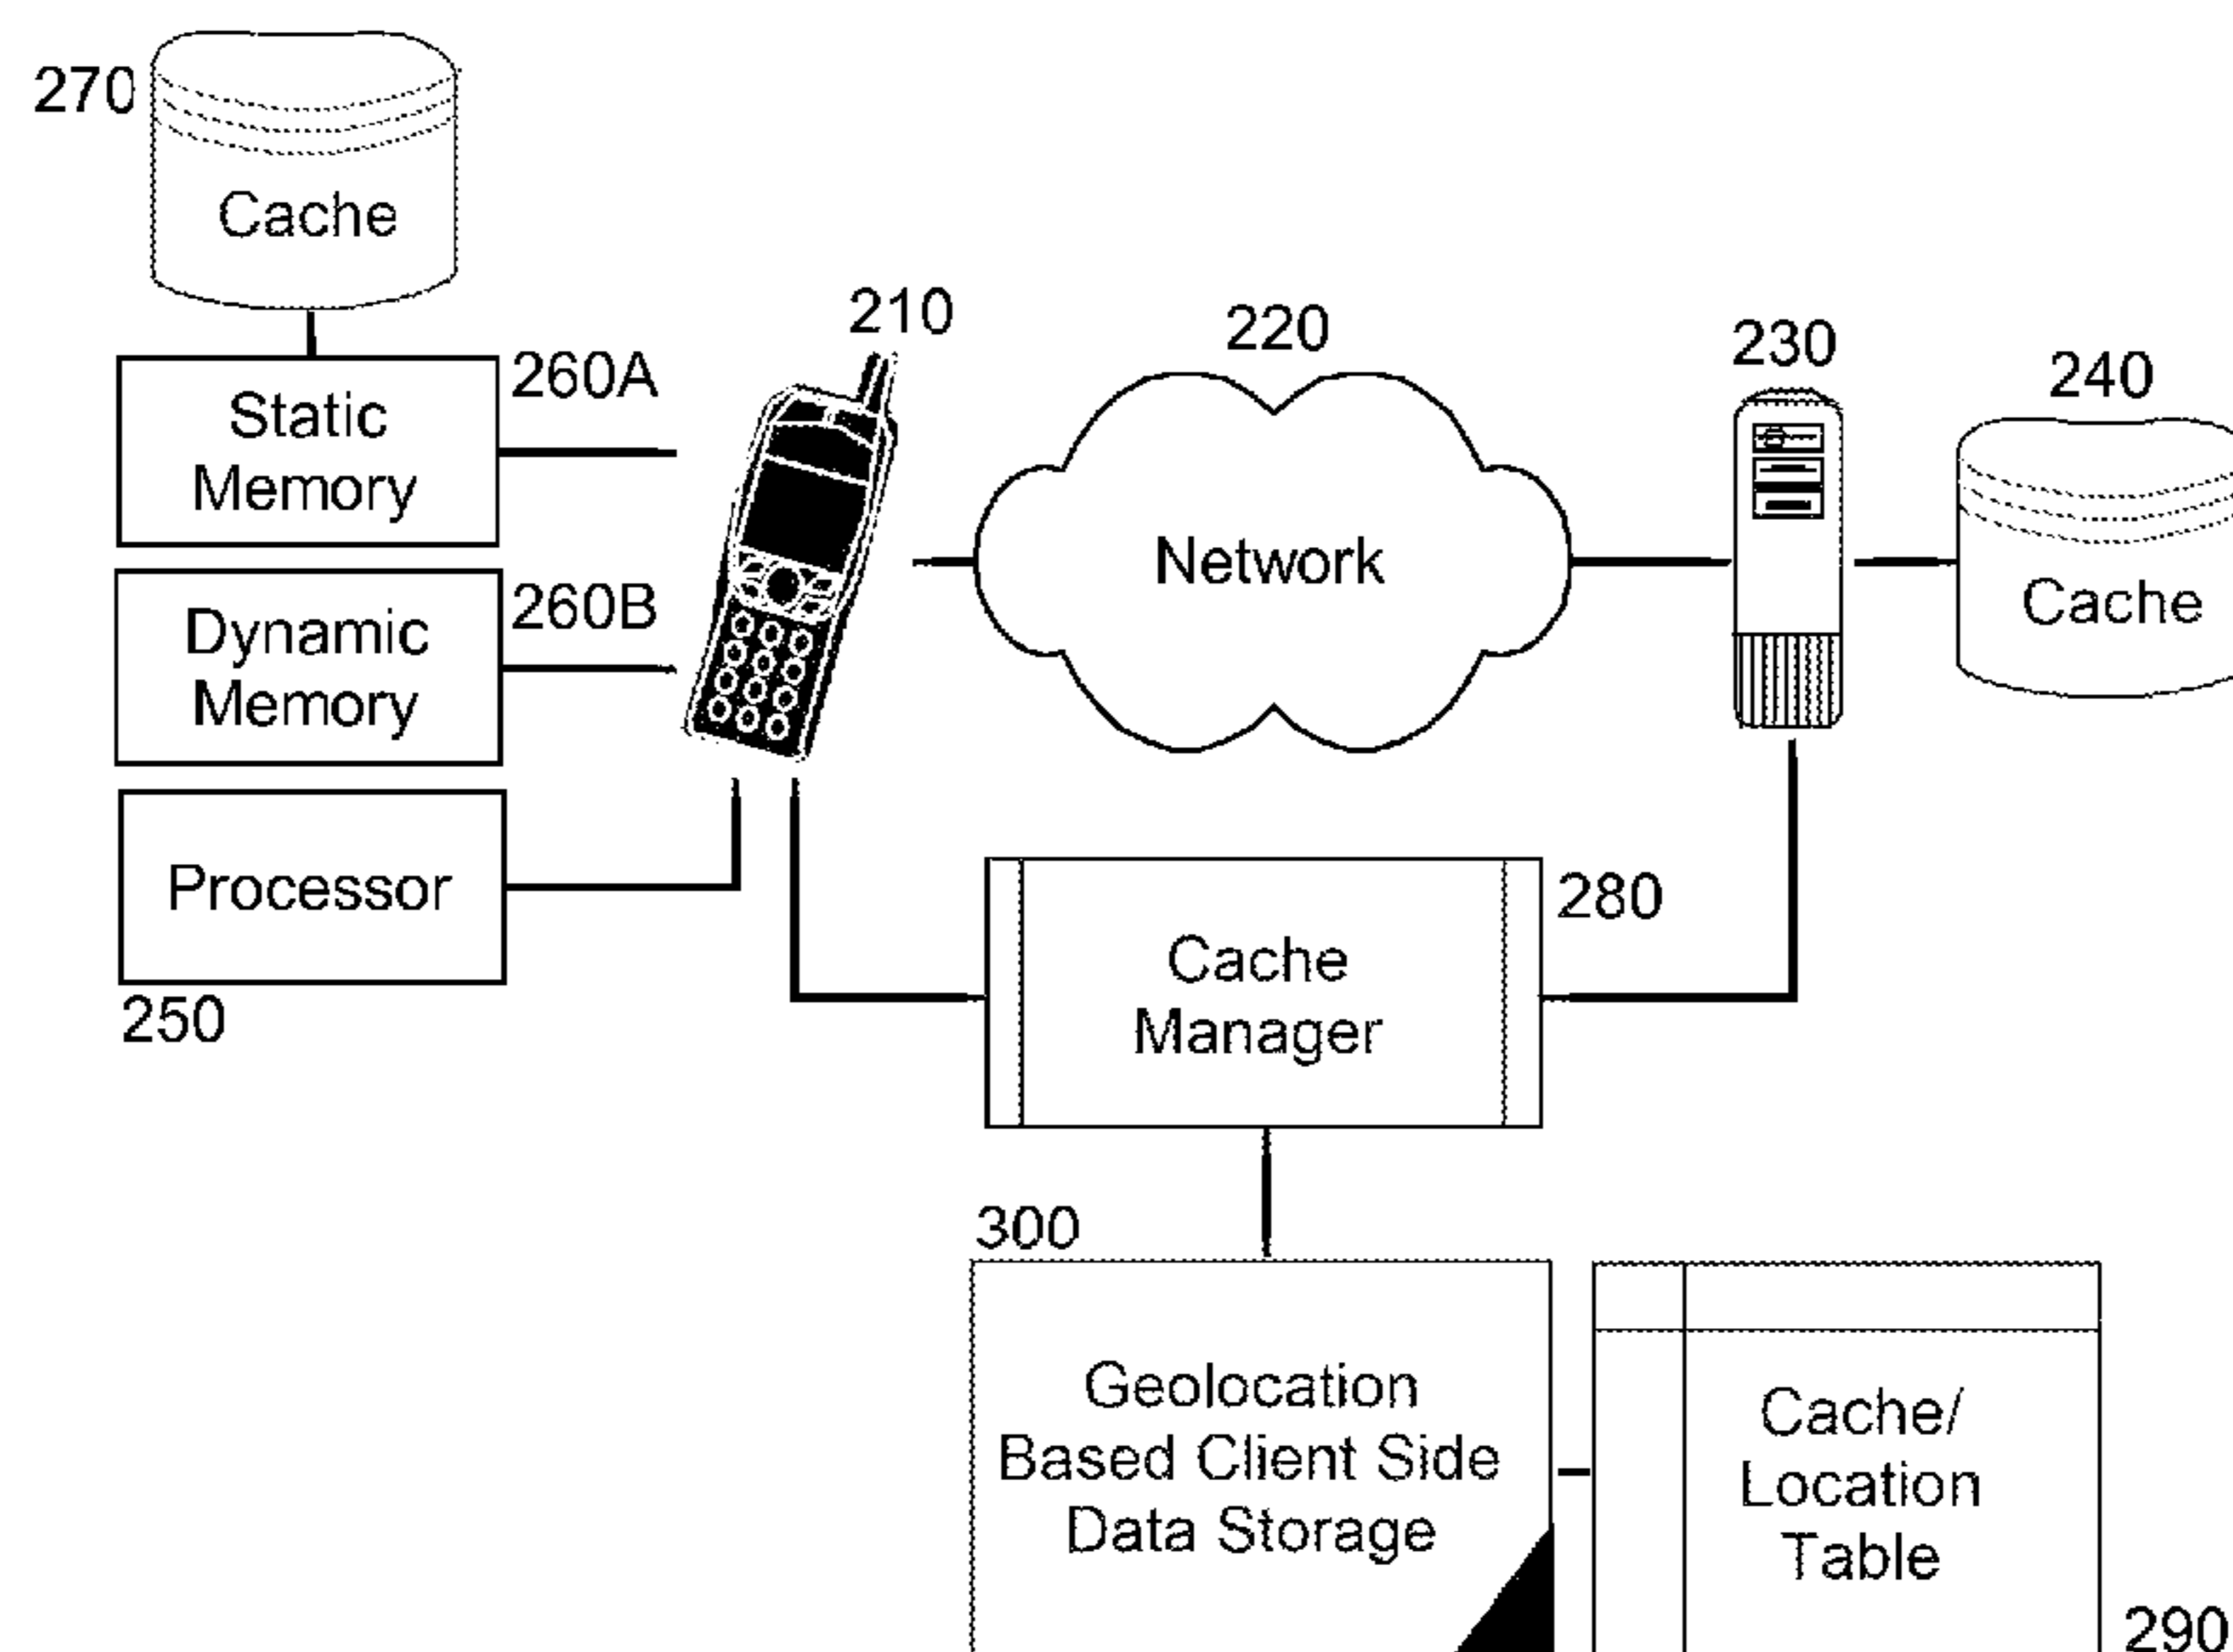 270
Cache
210
220
230
240
260A
Static
Memory
Network
Cache
260B
Dynamic
Memory
Processor
250
280
Cache
Manager
300
Geolocation
Based Client Side
Data Storage
Cache/
Location
Table
290